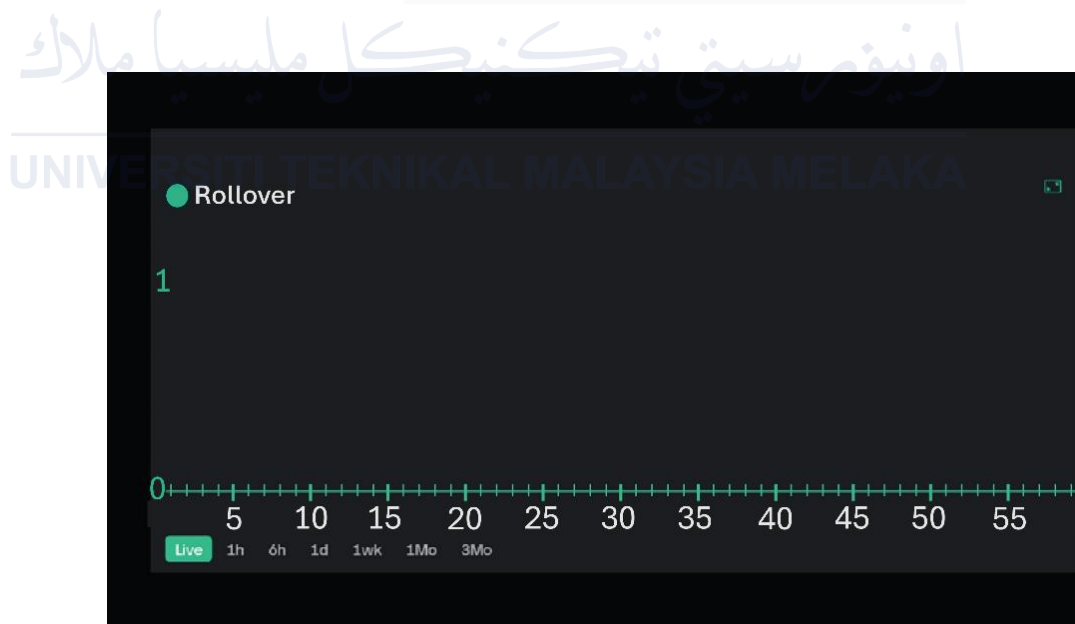 اونيۏرسيتي تيكنيكل مليسيا ملاك
UNIVERSITI TEKNIKAL MALAYSIA MELAKA
Rollover
1
0
5 10 15 20 25 30 35 40 45 50 55
Live 1h 6h 1d 1wk 1Mo 3Mo